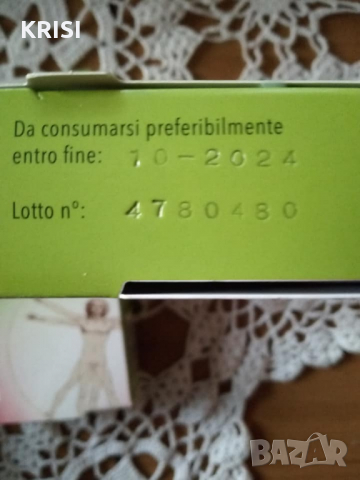 KRISI
Da consumarsi preferibilmente
entro fine: 10-2024
Lotto n°: 4780480
BAZAR